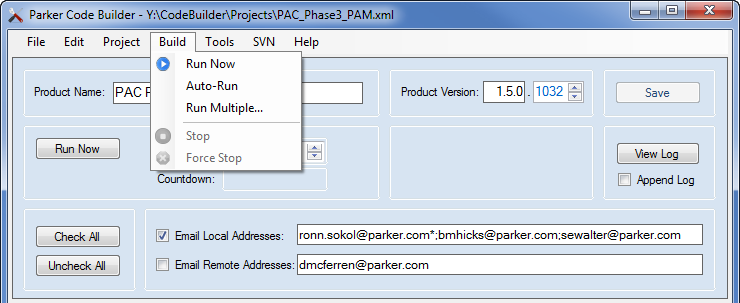 Parker Code Builder - Y:\CodeBuilder\Projects\PAC_Phase3_PAM.xml
File Edit Project Build Tools SVN Help
Run Now
Auto-Run
Run Multiple...
Stop
Force Stop
Product Name: PAC Product Version: 1.5.0 . 1032 Save
Run Now View Log
Countdown: Append Log
Check All Email Local Addresses: ronn.sokol@parker.com*;bmhicks@parker.com;sewalter@parker.com
Uncheck All Email Remote Addresses: dmcferren@parker.com